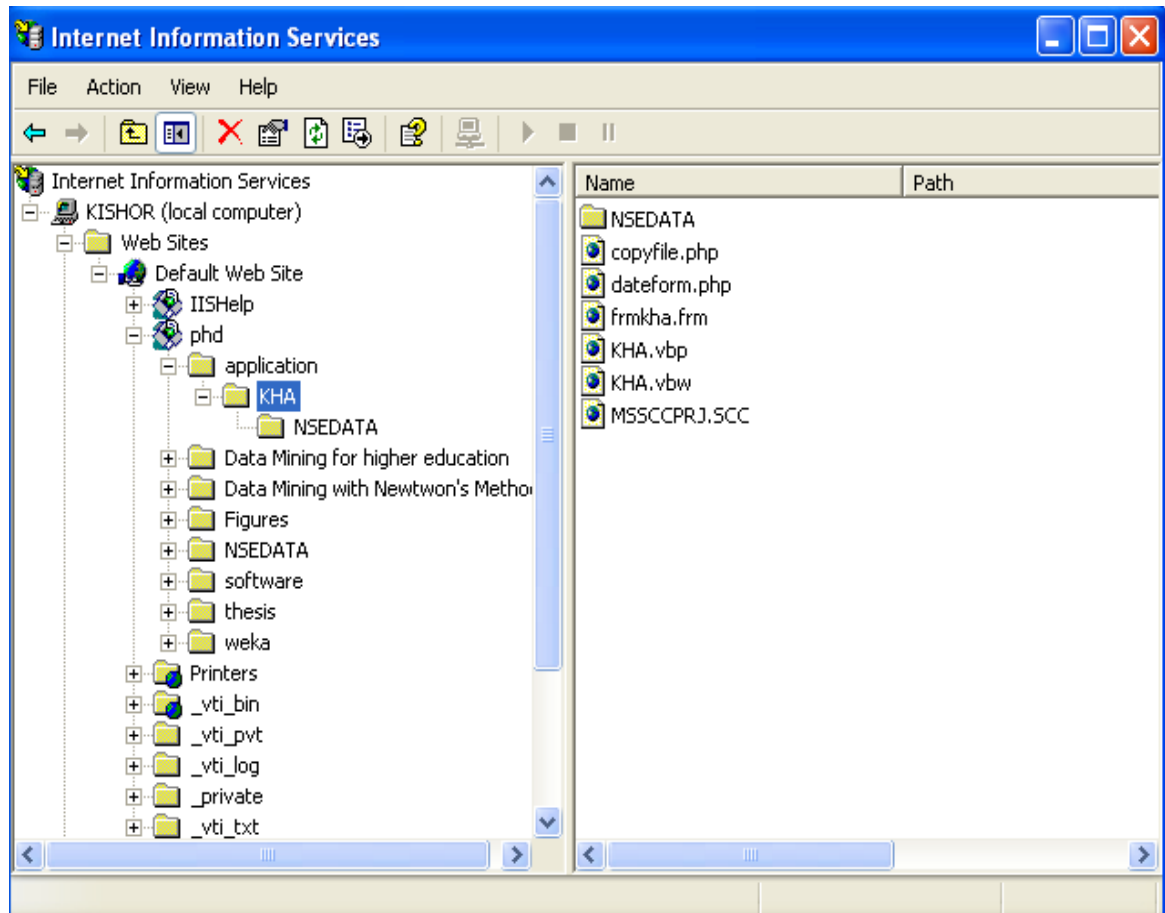 Internet Information Services
File Action View Help
Internet Information Services
KISHOR (local computer)
Web Sites
Default Web Site
IISHelp
phd
application
KHA
NSEDATA
Data Mining for higher education
Data Mining with Newtwon's Metho
Figures
NSEDATA
software
thesis
weka
Printers
_vti_bin
_vti_pvt
_vti_log
_private
_vti_txt
Name Path
NSEDATA
copyfile.php
dateform.php
frmkha.frm
KHA.vbp
KHA.vbw
MSSCCPRJ.SCC